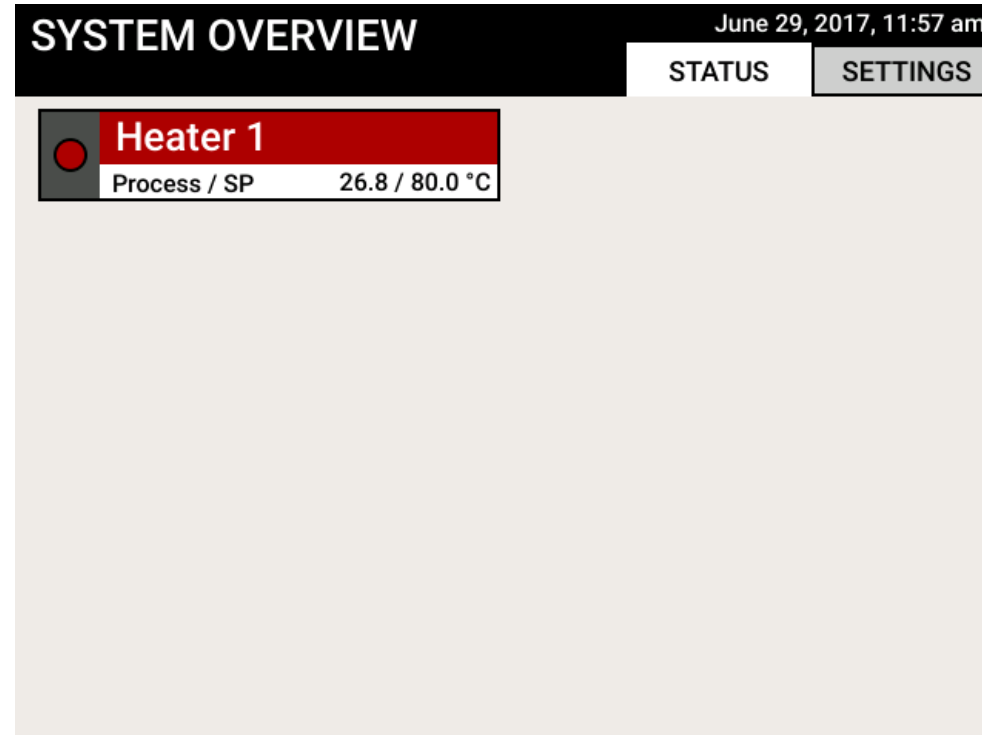 SYSTEM OVERVIEW
June 29, 2017, 11:57 am
STATUS
SETTINGS
Heater 1
Process / SP 26.8 / 80.0 °C